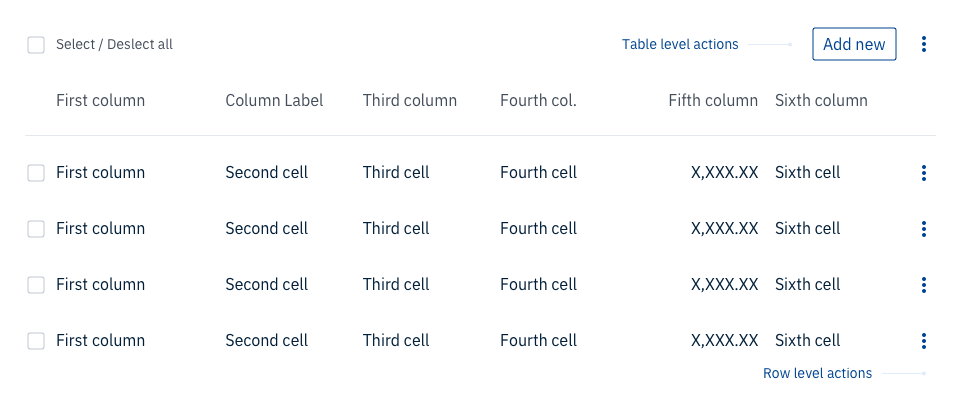 Select / Deslect all Table level actions Add new
First column Column Label Third column Fourth col. Fifth column Sixth column
First column Second cell Third cell Fourth cell X,XXX.XX Sixth cell
First column Second cell Third cell Fourth cell X,XXX.XX Sixth cell
First column Second cell Third cell Fourth cell X,XXX.XX Sixth cell
First column Second cell Third cell Fourth cell X,XXX.XX Sixth cell
Row level actions